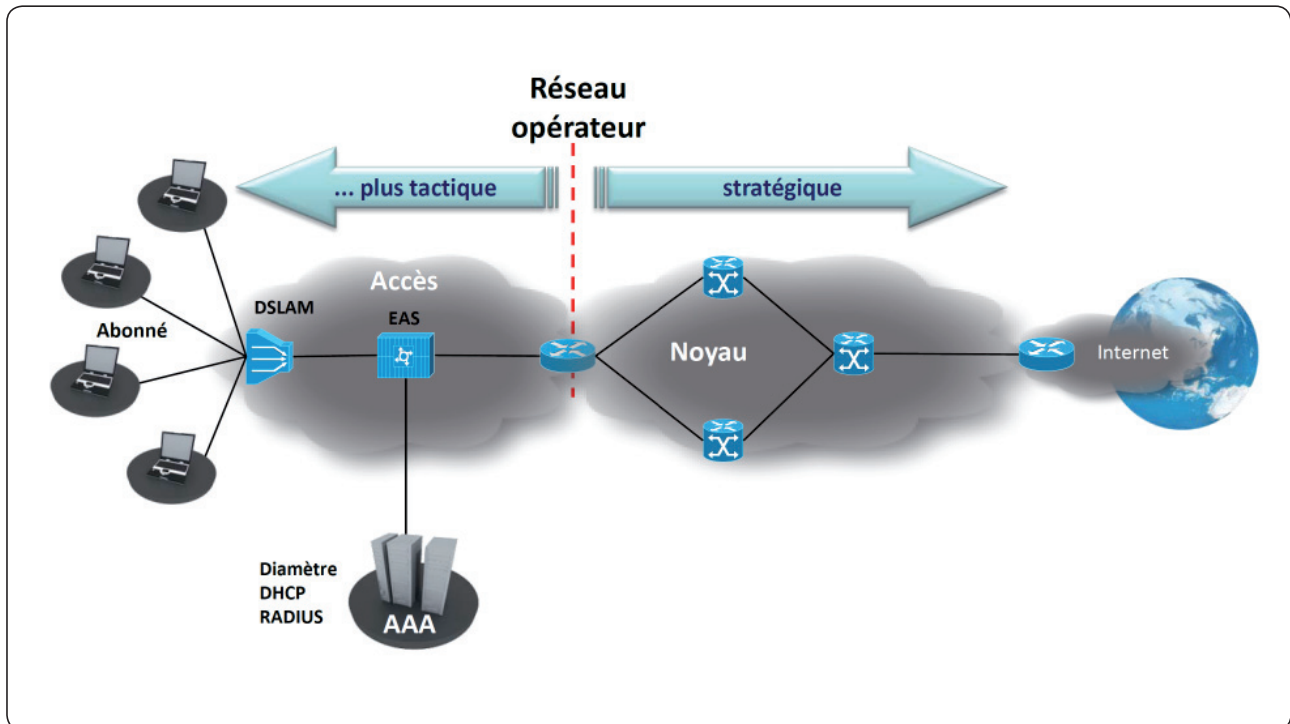 Réseau
opérateur
... plus tactique
stratégique
Accès
DSLAM
EAS
Abonné
Noyau
Internet
Diamètre
DHCP
RADIUS
AAA